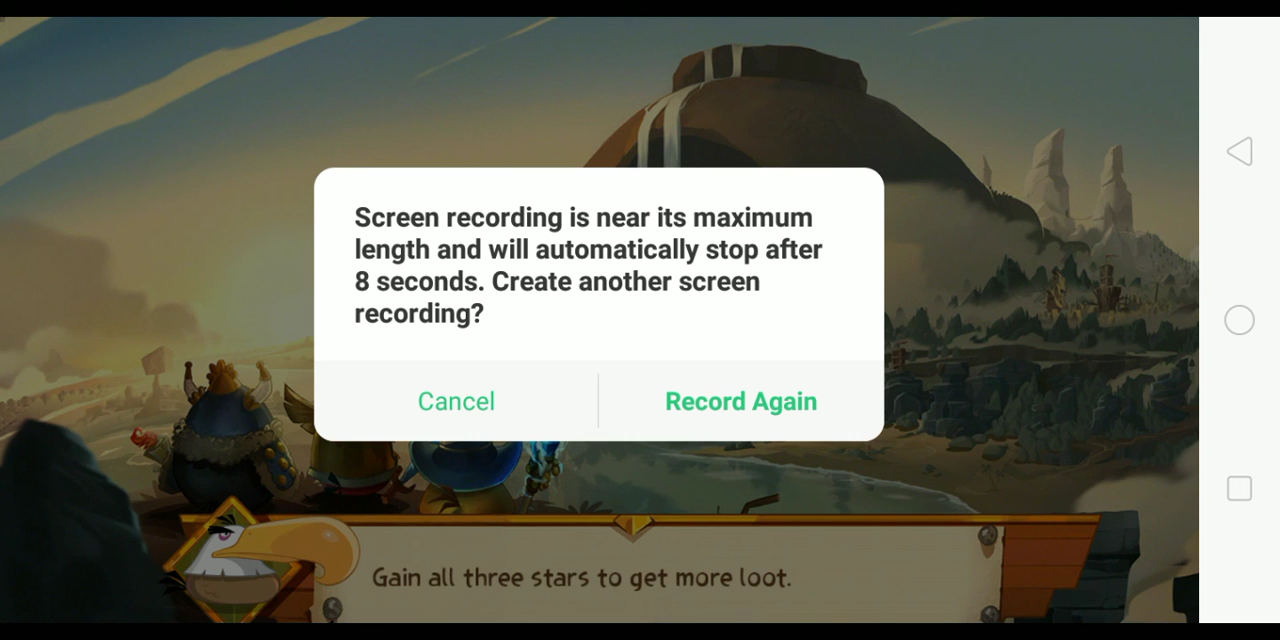 Screen recording is near its maximum
length and will automatically stop after
8 seconds. Create another screen
recording?
Cancel
Record Again
Gain all three stars to get more loot.